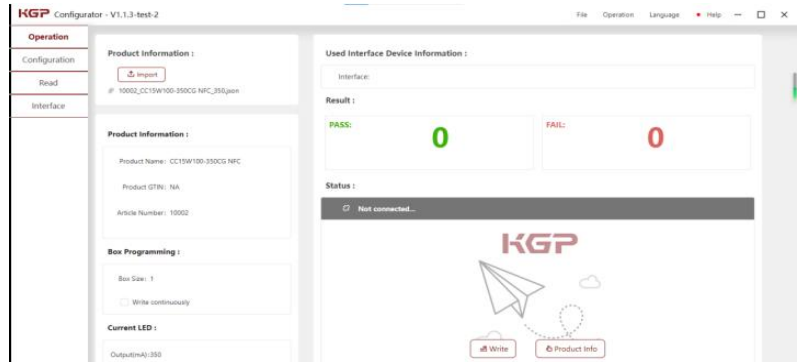 KGP Configurator - V1.1.3-test-2
File Operation Language Help
Operation
Configuration
Read
Interface
Product Information :
Import
10002_CC15W100-350CG NFC_350.json
Product Information :
Product Name: CC15W100-350CG NFC
Product GTIN: NA
Article Number: 10002
Box Programming :
Box Size: 1
Write continuously
Current LED :
Output(mA):350
Used Interface Device Information :
Interface:
Result :
PASS:
0
FAIL:
0
Status :
Not connected...
KGP
Write
Product Info